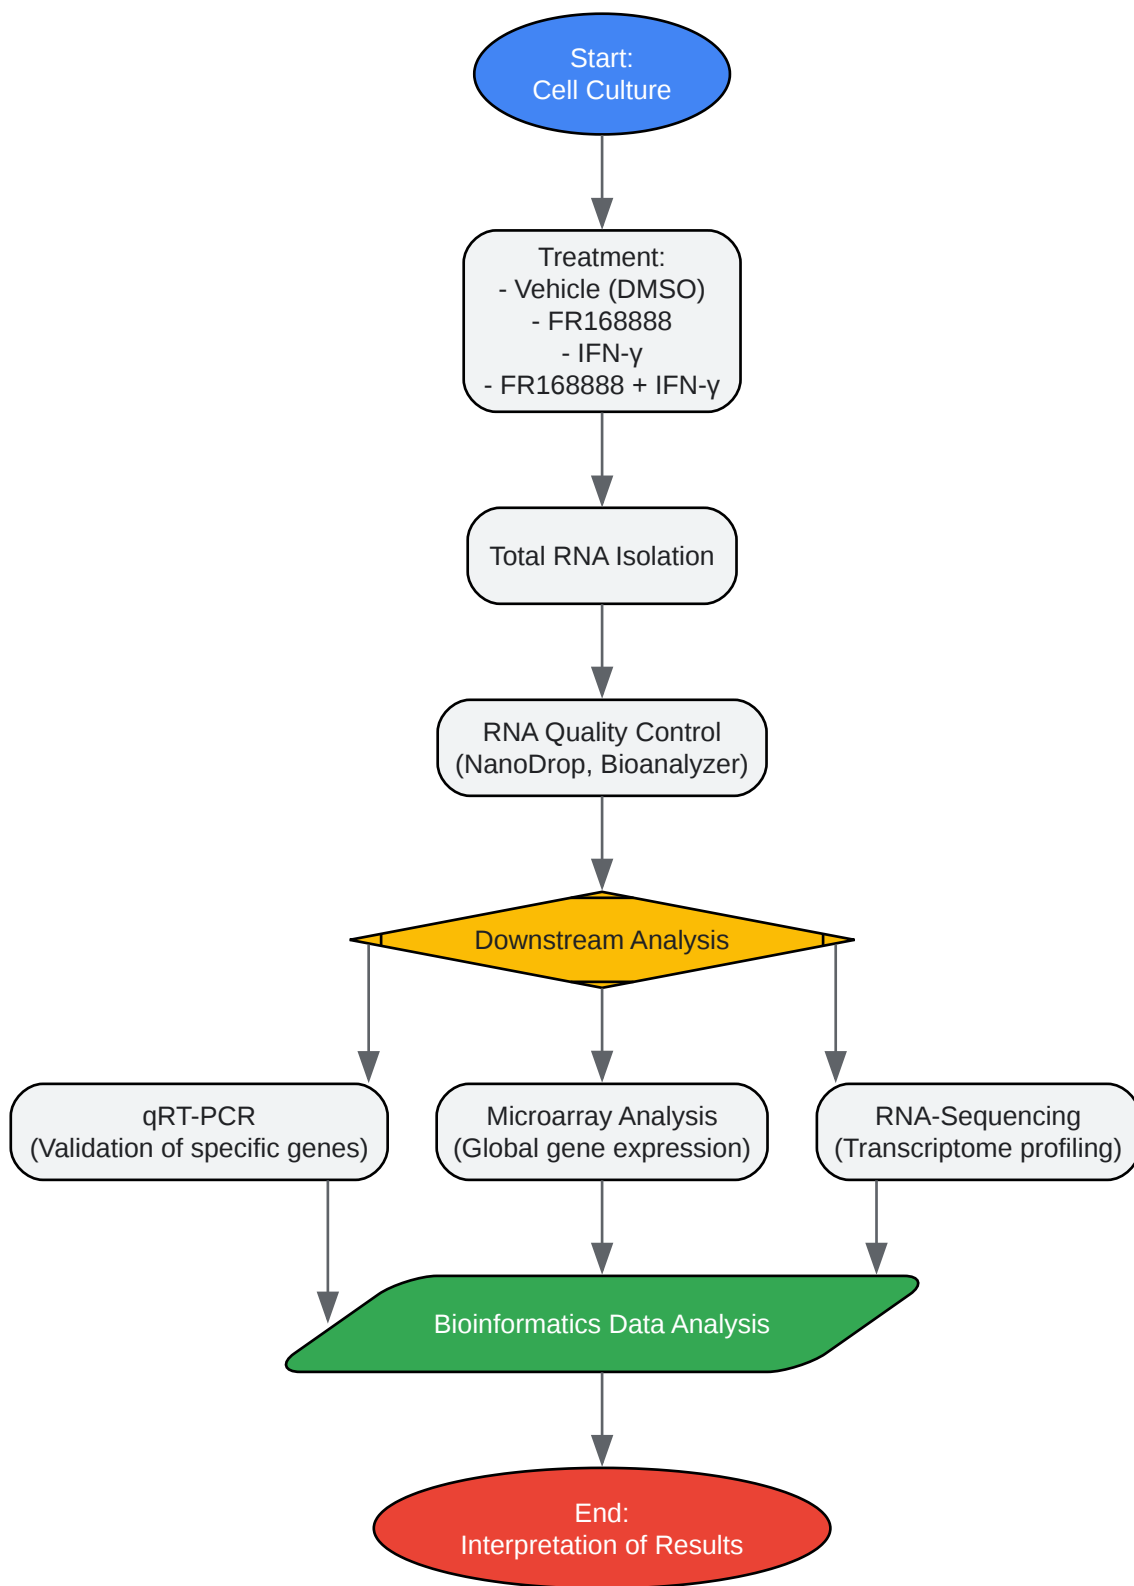 Start:
Cell Culture
Treatment:
- Vehicle (DMSO)
- FR168888
- IFN-γ
- FR168888 + IFN-γ
Total RNA Isolation
RNA Quality Control
(NanoDrop, Bioanalyzer)
Downstream Analysis
qRT-PCR
(Validation of specific genes)
Microarray Analysis
(Global gene expression)
RNA-Sequencing
(Transcriptome profiling)
Bioinformatics Data Analysis
End:
Interpretation of Results